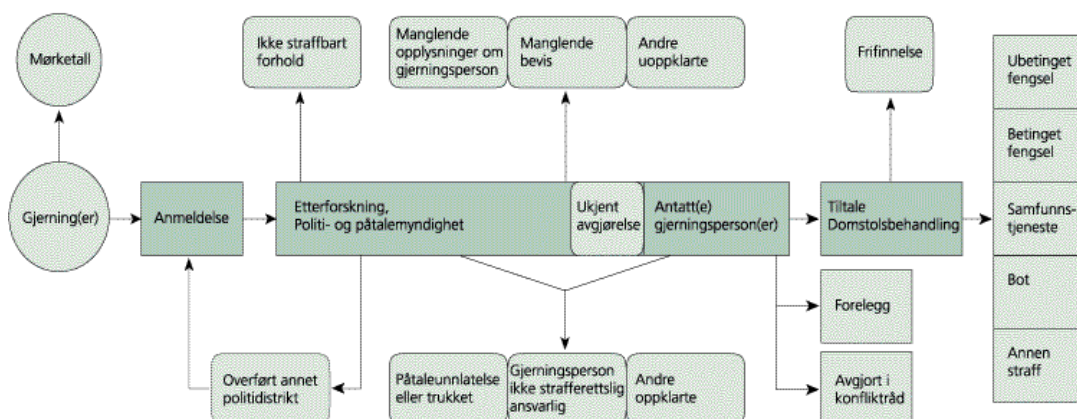 Mørketall
Ikke straffbart
forhold
Manglende
opplysninger om
gjerningsperson
Manglende
bevis
Andre
uoppklarte
Frifinnelse
Ubetinget
fengsel
Betinget
fengsel
Gjerning(er)
Anmeldelse
Etterforskning,
Politi- og påtalemyndighet
Ukjent
avgjørelse
Antatt(e)
gjerningsperson(er)
Tiltale
Domstolsbehandling
Samfunns-
tjeneste
Bot
Annen
straff
Forelegg
Overført annet
politidistrikt
Påtaleunnlatelse
eller trukket
Gjerningsperson
ikke strafferettslig
ansvarlig
Andre
oppklarte
Avgjort i
konfliktråd